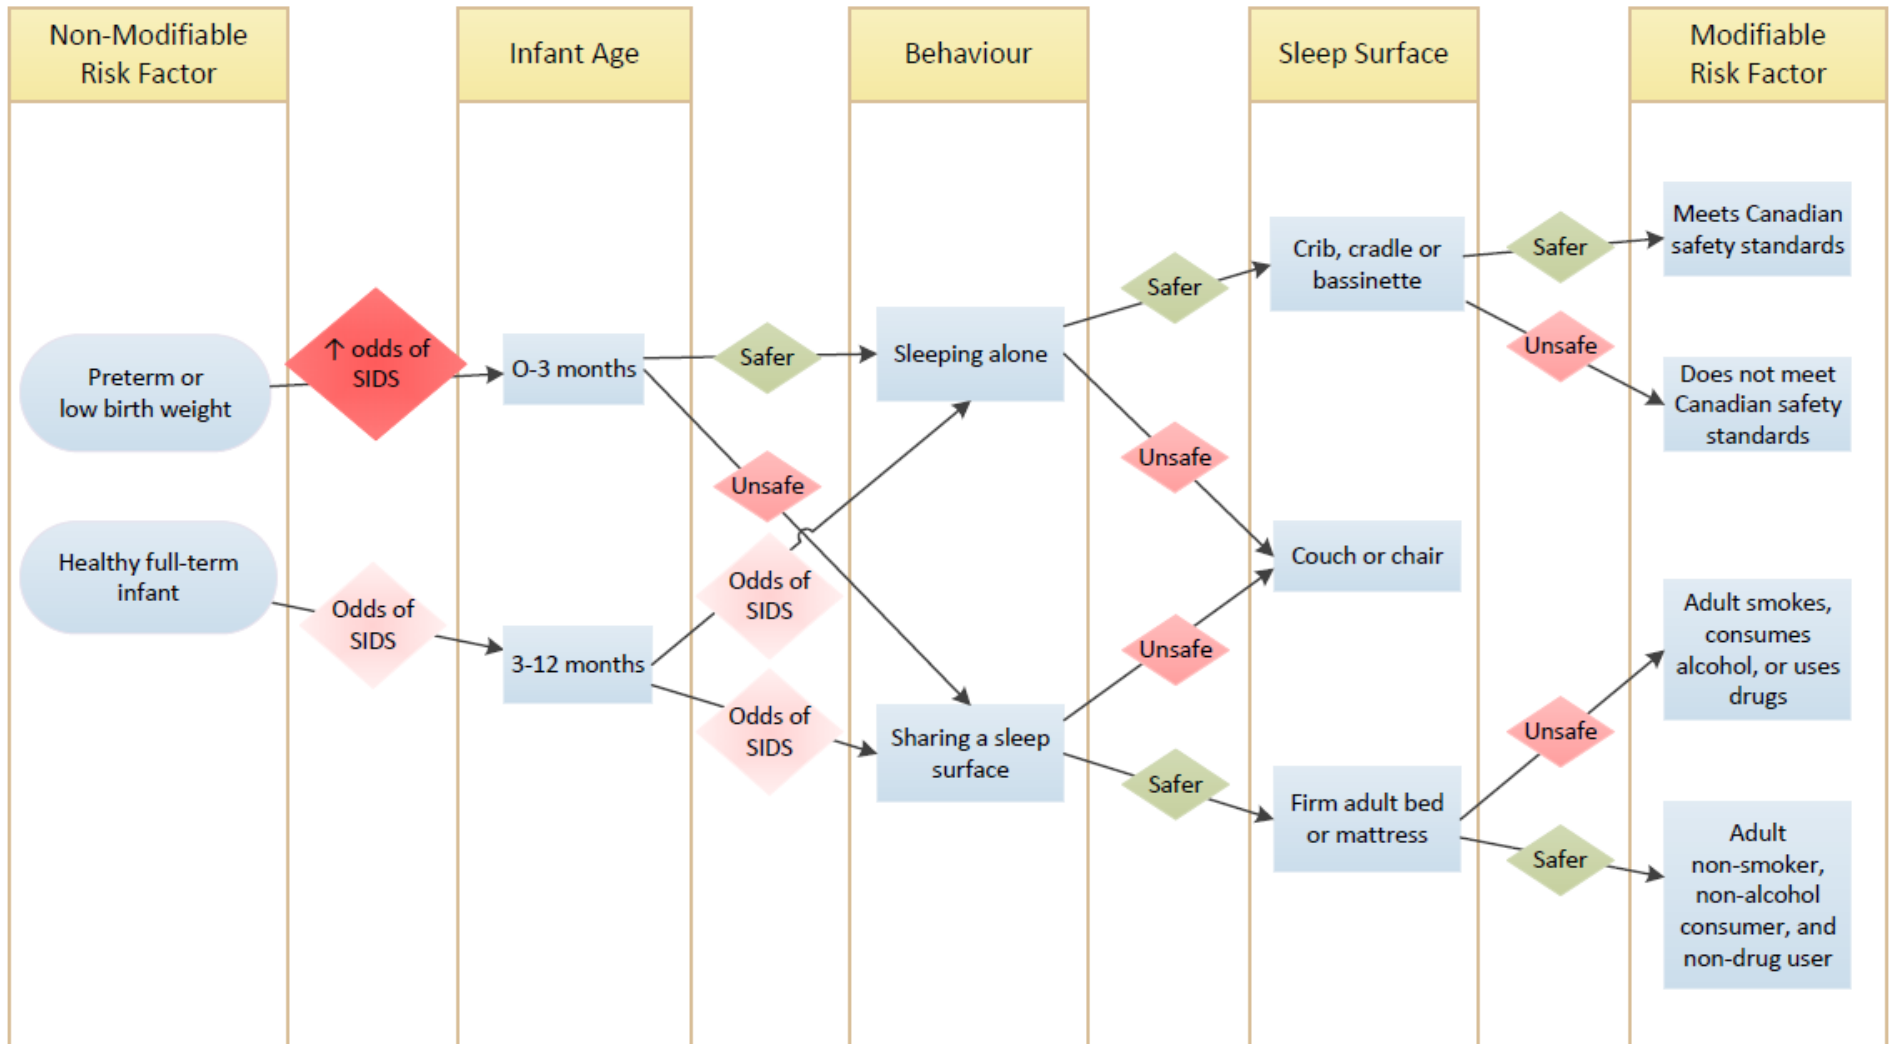 Non-Modifiable
Risk Factor
Infant Age
Behaviour
Sleep Surface
Modifiable
Risk Factor
Preterm or
low birth weight
↑ odds of
SIDS
O-3 months
Safer
Unsafe
Sleeping alone
Safer
Unsafe
Crib, cradle or
bassinette
Safer
Unsafe
Meets Canadian
safety standards
Does not meet
Canadian safety
standards
Healthy full-term
infant
Odds of
SIDS
3-12 months
Odds of
SIDS
Odds of
SIDS
Sharing a sleep
surface
Unsafe
Safer
Couch or chair
Firm adult bed
or mattress
Unsafe
Safer
Adult smokes,
consumes
alcohol, or uses
drugs
Adult
non-smoker,
non-alcohol
consumer, and
non-drug user